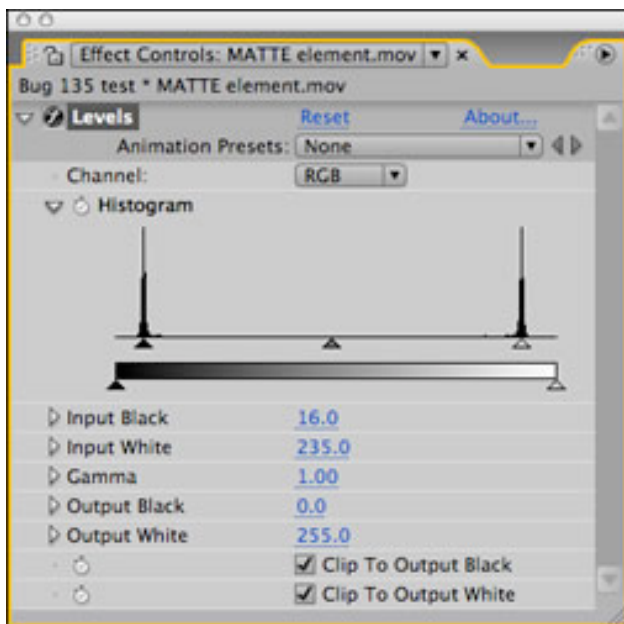 Effect Controls: MATTE element.mov
Bug 135 test * MATTE element.mov
Levels Reset About...
Animation Presets: None
Channel: RGB
Histogram
Input Black 16.0
Input White 235.0
Gamma 1.00
Output Black 0.0
Output White 255.0
Clip To Output Black
Clip To Output White